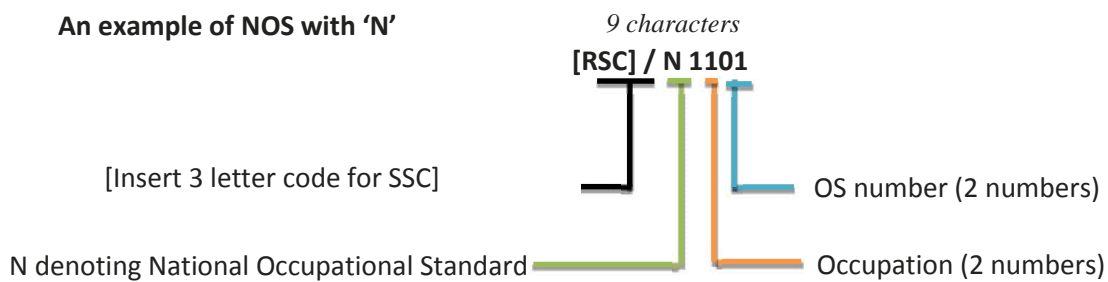 An example of NOS with ‘N’
9 characters
[RSC] / N 1101
[Insert 3 letter code for SSC]
OS number (2 numbers)
N denoting National Occupational Standard
Occupation (2 numbers)